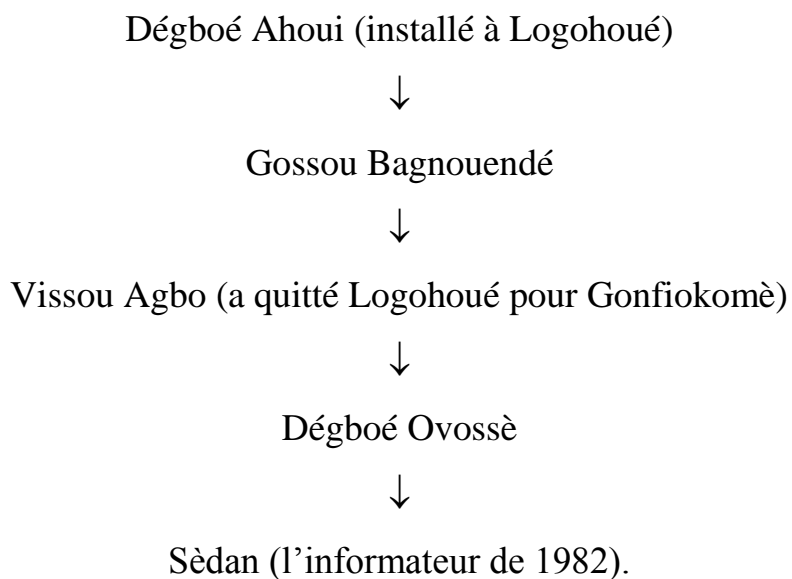 Dégboé Ahoui (installé à Logohoué)
↓
Gossou Bagnouendé
↓
Vissou Agbo (a quitté Logohoué pour Gonfiokomè)
↓
Dégboé Ovossè
↓
Sèdan (l’informateur de 1982).